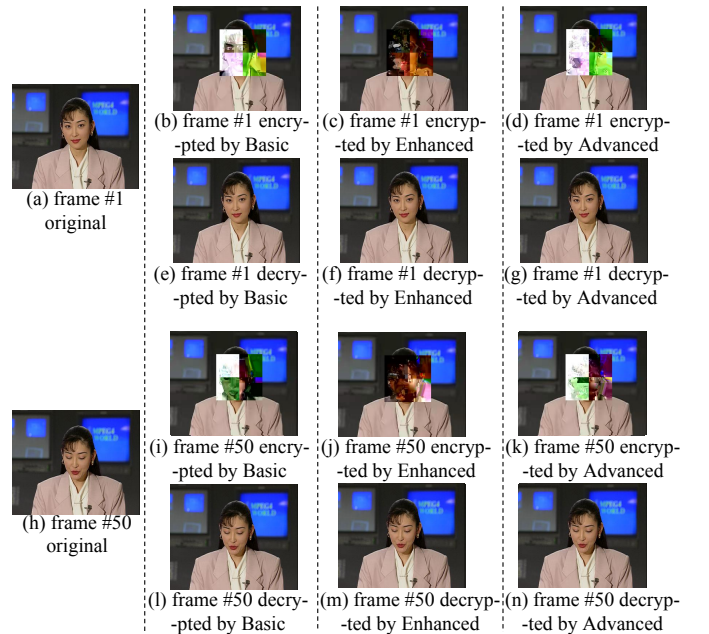 MPEG4
WORLD
(a) frame #1
original
(b) frame #1 encry-
-pted by Basic
(c) frame #1 encryp-
-ted by Enhanced
(d) frame #1 encryp-
-ted by Advanced
(e) frame #1 decry-
-pted by Basic
(f) frame #1 decryp-
-ted by Enhanced
(g) frame #1 decryp-
-ted by Advanced
(h) frame #50
original
(i) frame #50 encry-
-pted by Basic
(j) frame #50 encryp-
-ted by Enhanced
(k) frame #50 encryp-
-ted by Advanced
(l) frame #50 decry-
-pted by Basic
(m) frame #50 decryp-
-ted by Enhanced
(n) frame #50 decryp-
-ted by Advanced